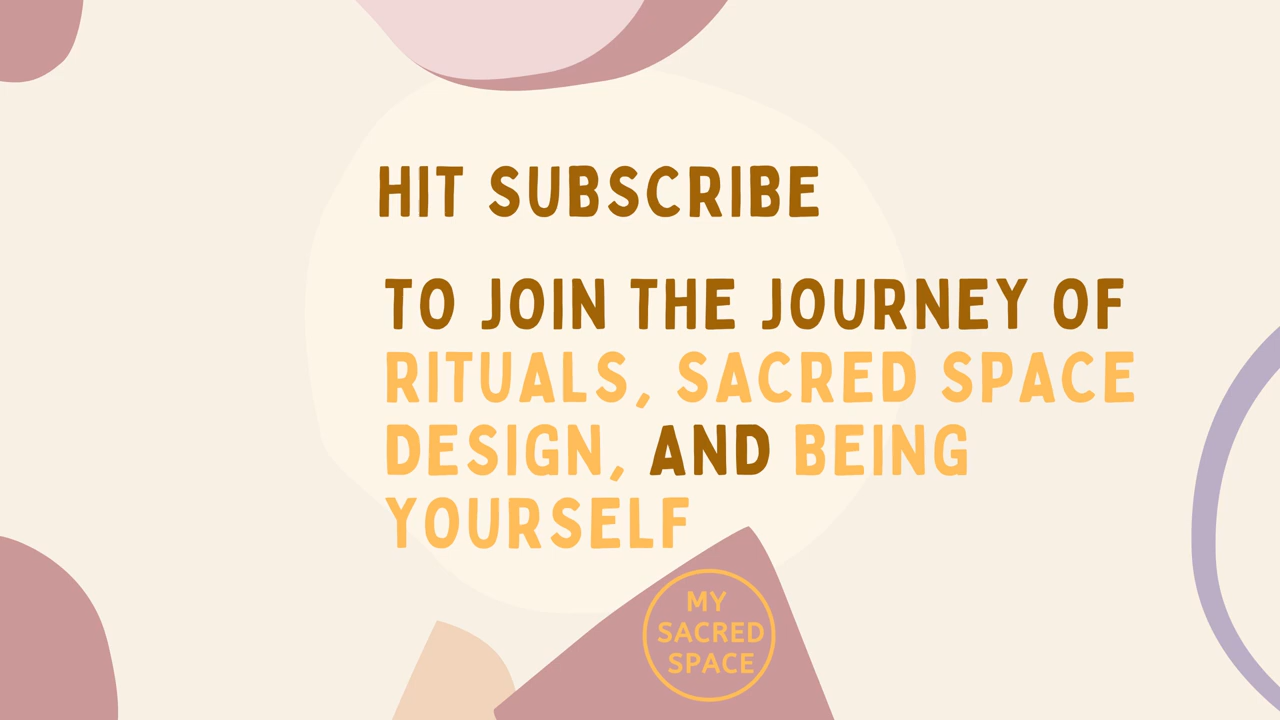 HIT SUBSCRIBE
TO JOIN THE JOURNEY OF
RITUALS, SACRED SPACE
DESIGN, AND BEING
YOURSELF
MY
SACRED
SPACE